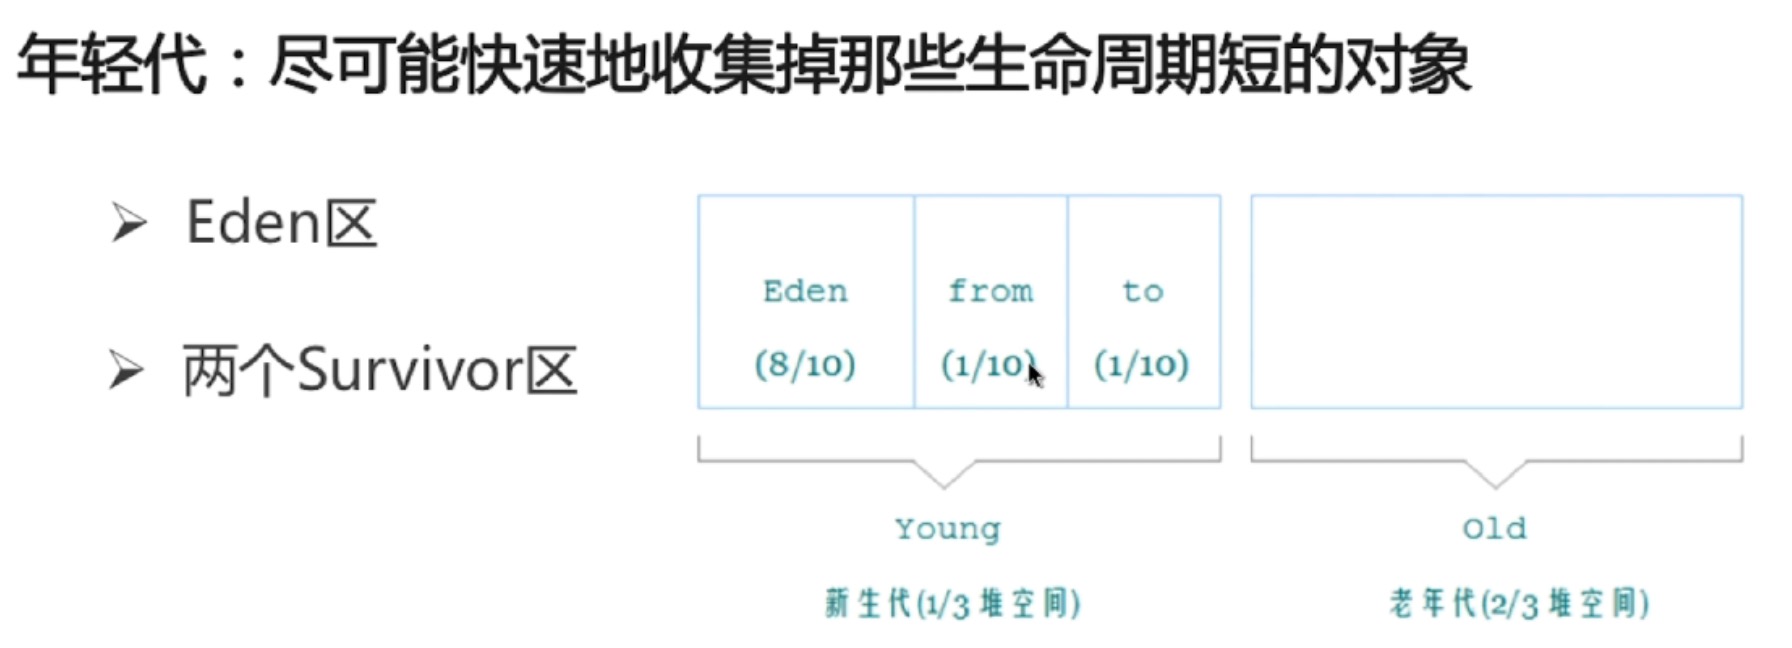 年轻代：尽可能快速地收集掉那些生命周期短的对象
Eden区
两个Survivor区
Eden
(8/10)
from
(1/10)
to
(1/10)
Young
新生代(1/3 堆空间)
Old
老年代(2/3 堆空间)